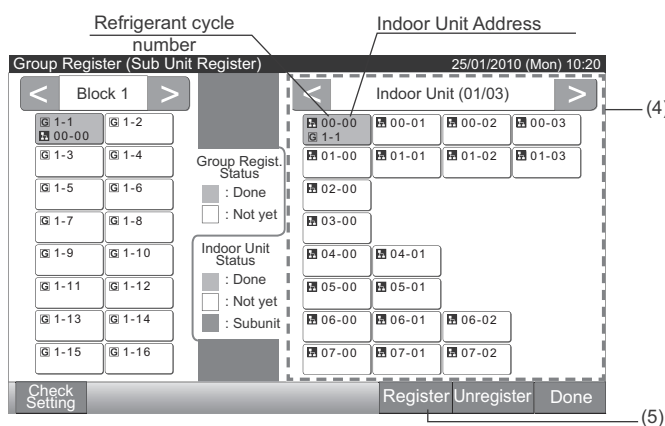 Refrigerant cycle
number
Indoor Unit Address
Group Register (Sub Unit Register)
25/01/2010 (Mon) 10:20
< Block 1 >
G 1-1
00-00
G 1-2
G 1-3
G 1-4
G 1-5
G 1-6
G 1-7
G 1-8
G 1-9
G 1-10
G 1-11
G 1-12
G 1-13
G 1-14
G 1-15
G 1-16
Group Regist.
Status
: Done
: Not yet
Indoor Unit
Status
: Done
: Not yet
: Subunit
< Indoor Unit (01/03) >
(4)
00-00
G 1-1
00-01
00-02
00-03
01-00
01-01
01-02
01-03
02-00
03-00
04-00
04-01
05-00
05-01
06-00
06-01
06-02
07-00
07-01
07-02
Check
Setting
Register
Unregister
Done
(5)